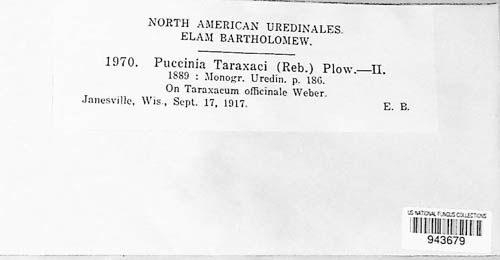 NORTH AMERICAN UREDINALES.
ELAM BARTHOLOMEW.
1970. Puccinia Taraxaci (Reb.) Plow.—II.
1889 : Monogr. Uredin. p. 186.
On Taraxacum officinale Weber.
Janesville, Wis., Sept. 17, 1917. E. B.
US NATIONAL FUNGUS COLLECTIONS
943679